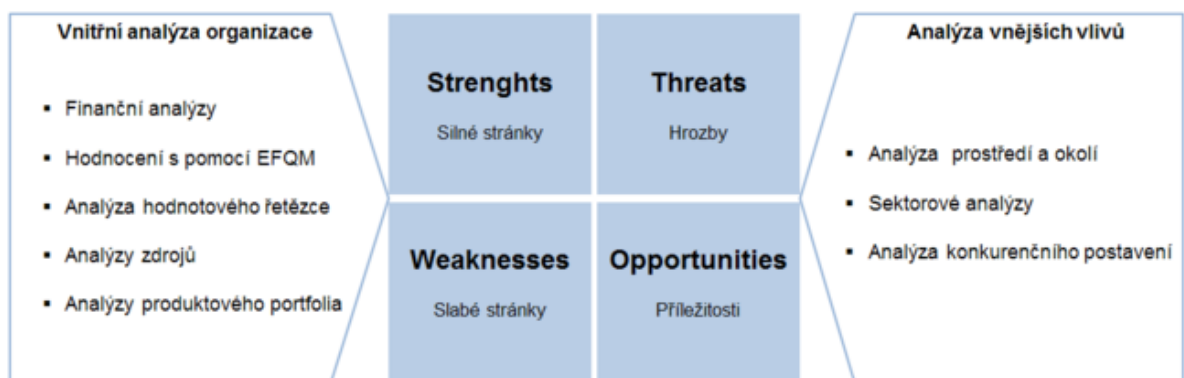 Vnitřní analýza organizace
▪ Finanční analýzy
▪ Hodnocení s pomocí EFQM
▪ Analýza hodnotového řetězce
▪ Analýzy zdrojů
▪ Analýzy produktového portfolia
Strenghts
Silné stránky
Threats
Hrozby
Weaknesses
Slabé stránky
Opportunities
Příležitosti
Analýza vnějších vlivů
▪ Analýza prostředí a okolí
▪ Sektorové analýzy
▪ Analýza konkurenčního postavení